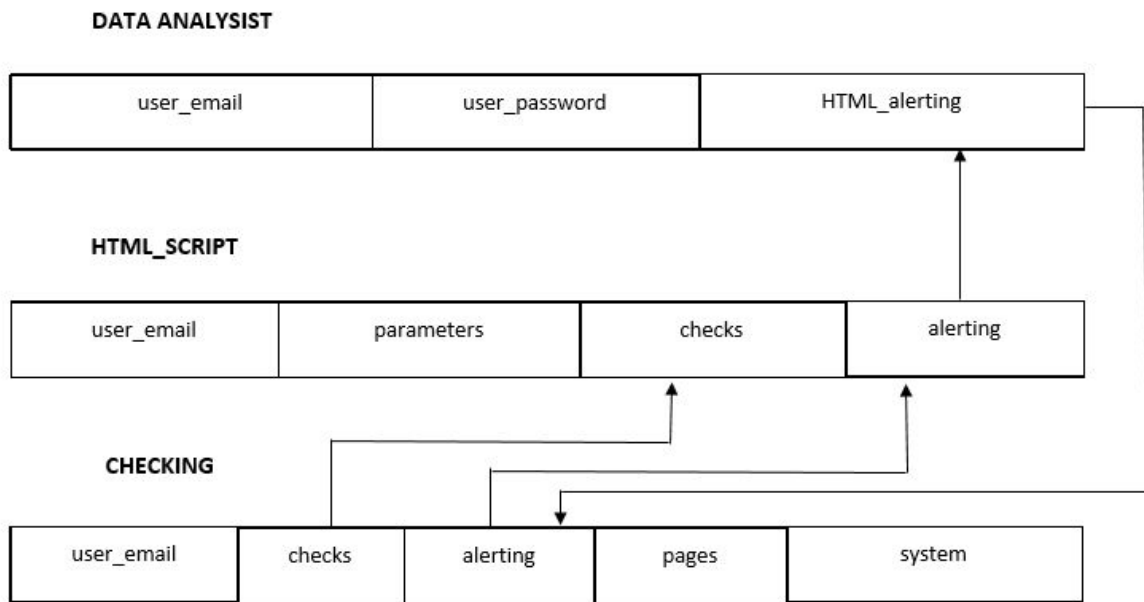 DATA ANALYSIST
user_email user_password HTML_alerting
HTML_SCRIPT
user_email parameters checks alerting
CHECKING
user_email checks alerting pages system